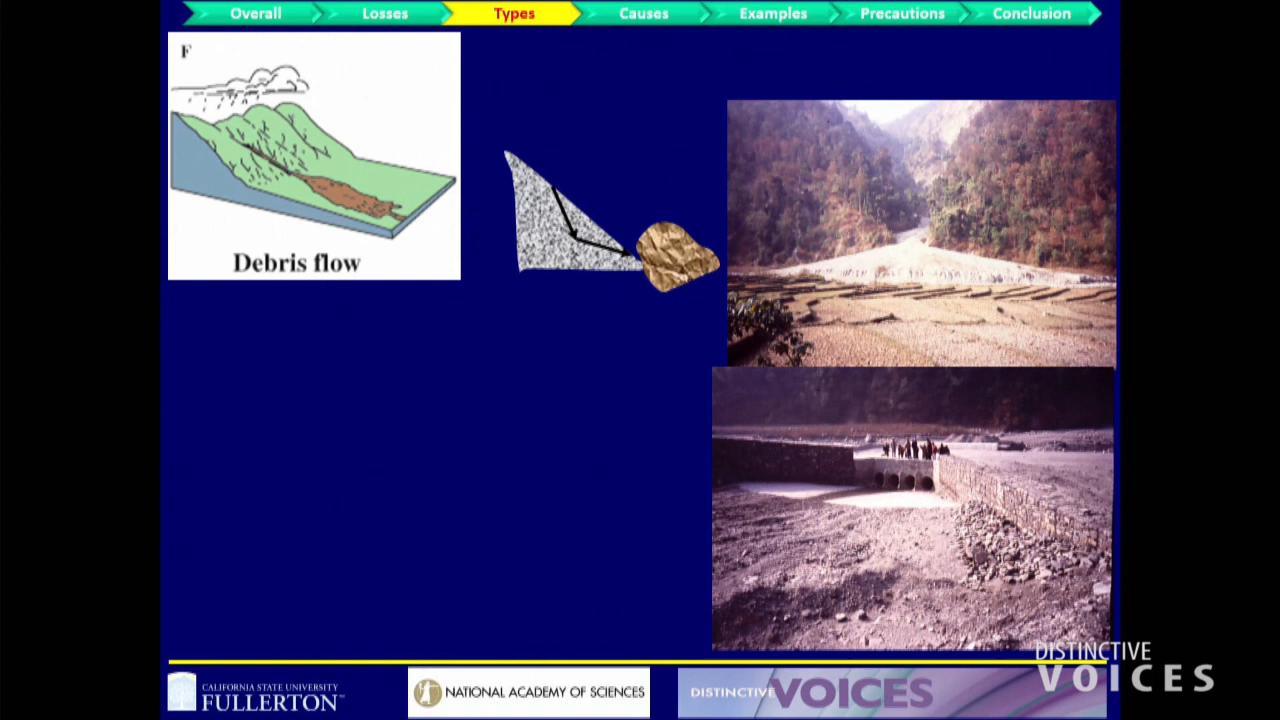 Overall
Losses
Types
Causes
Examples
Precautions
Conclusion
F
Debris flow
DISTINCTIVE
VOICES
CALIFORNIA STATE UNIVERSITY
FULLERTON™
NATIONAL ACADEMY OF SCIENCES
DISTINCTIVE VOICES